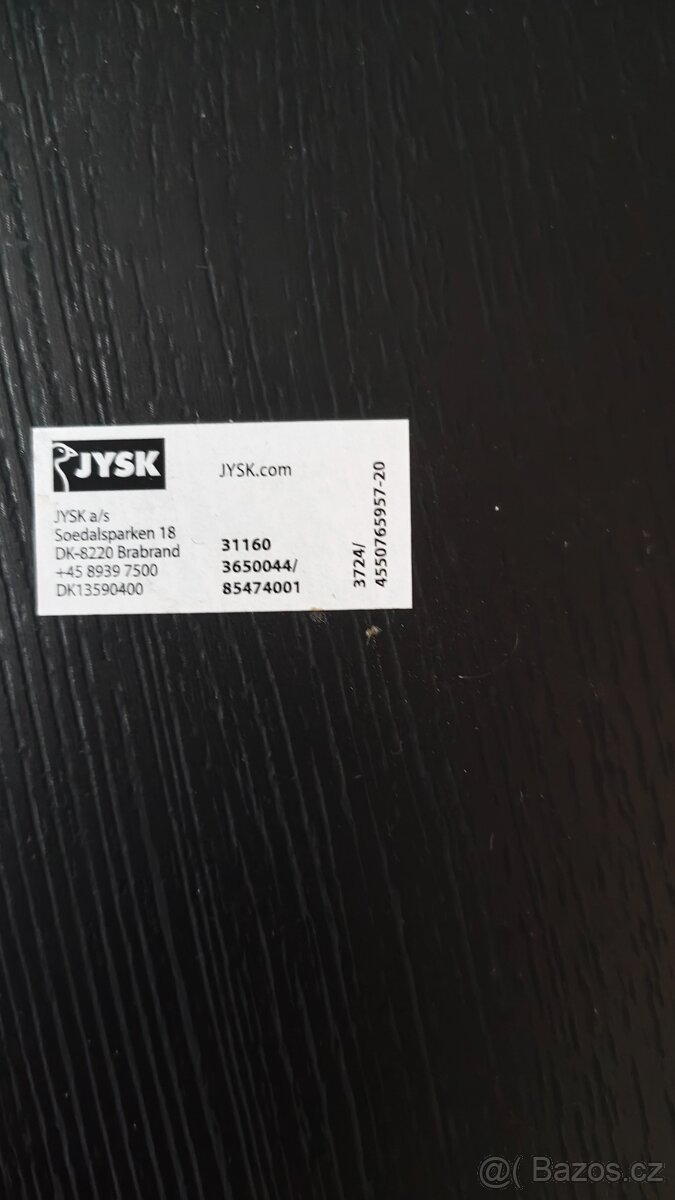 JYSK
JYSK.com
JYSK a/s
Soedalsparken 18
DK-8220 Brabrand
+45 8939 7500
DK13590400
31160
3650044/
85474001
3724/
4550765957-20
@( Bazos.cz